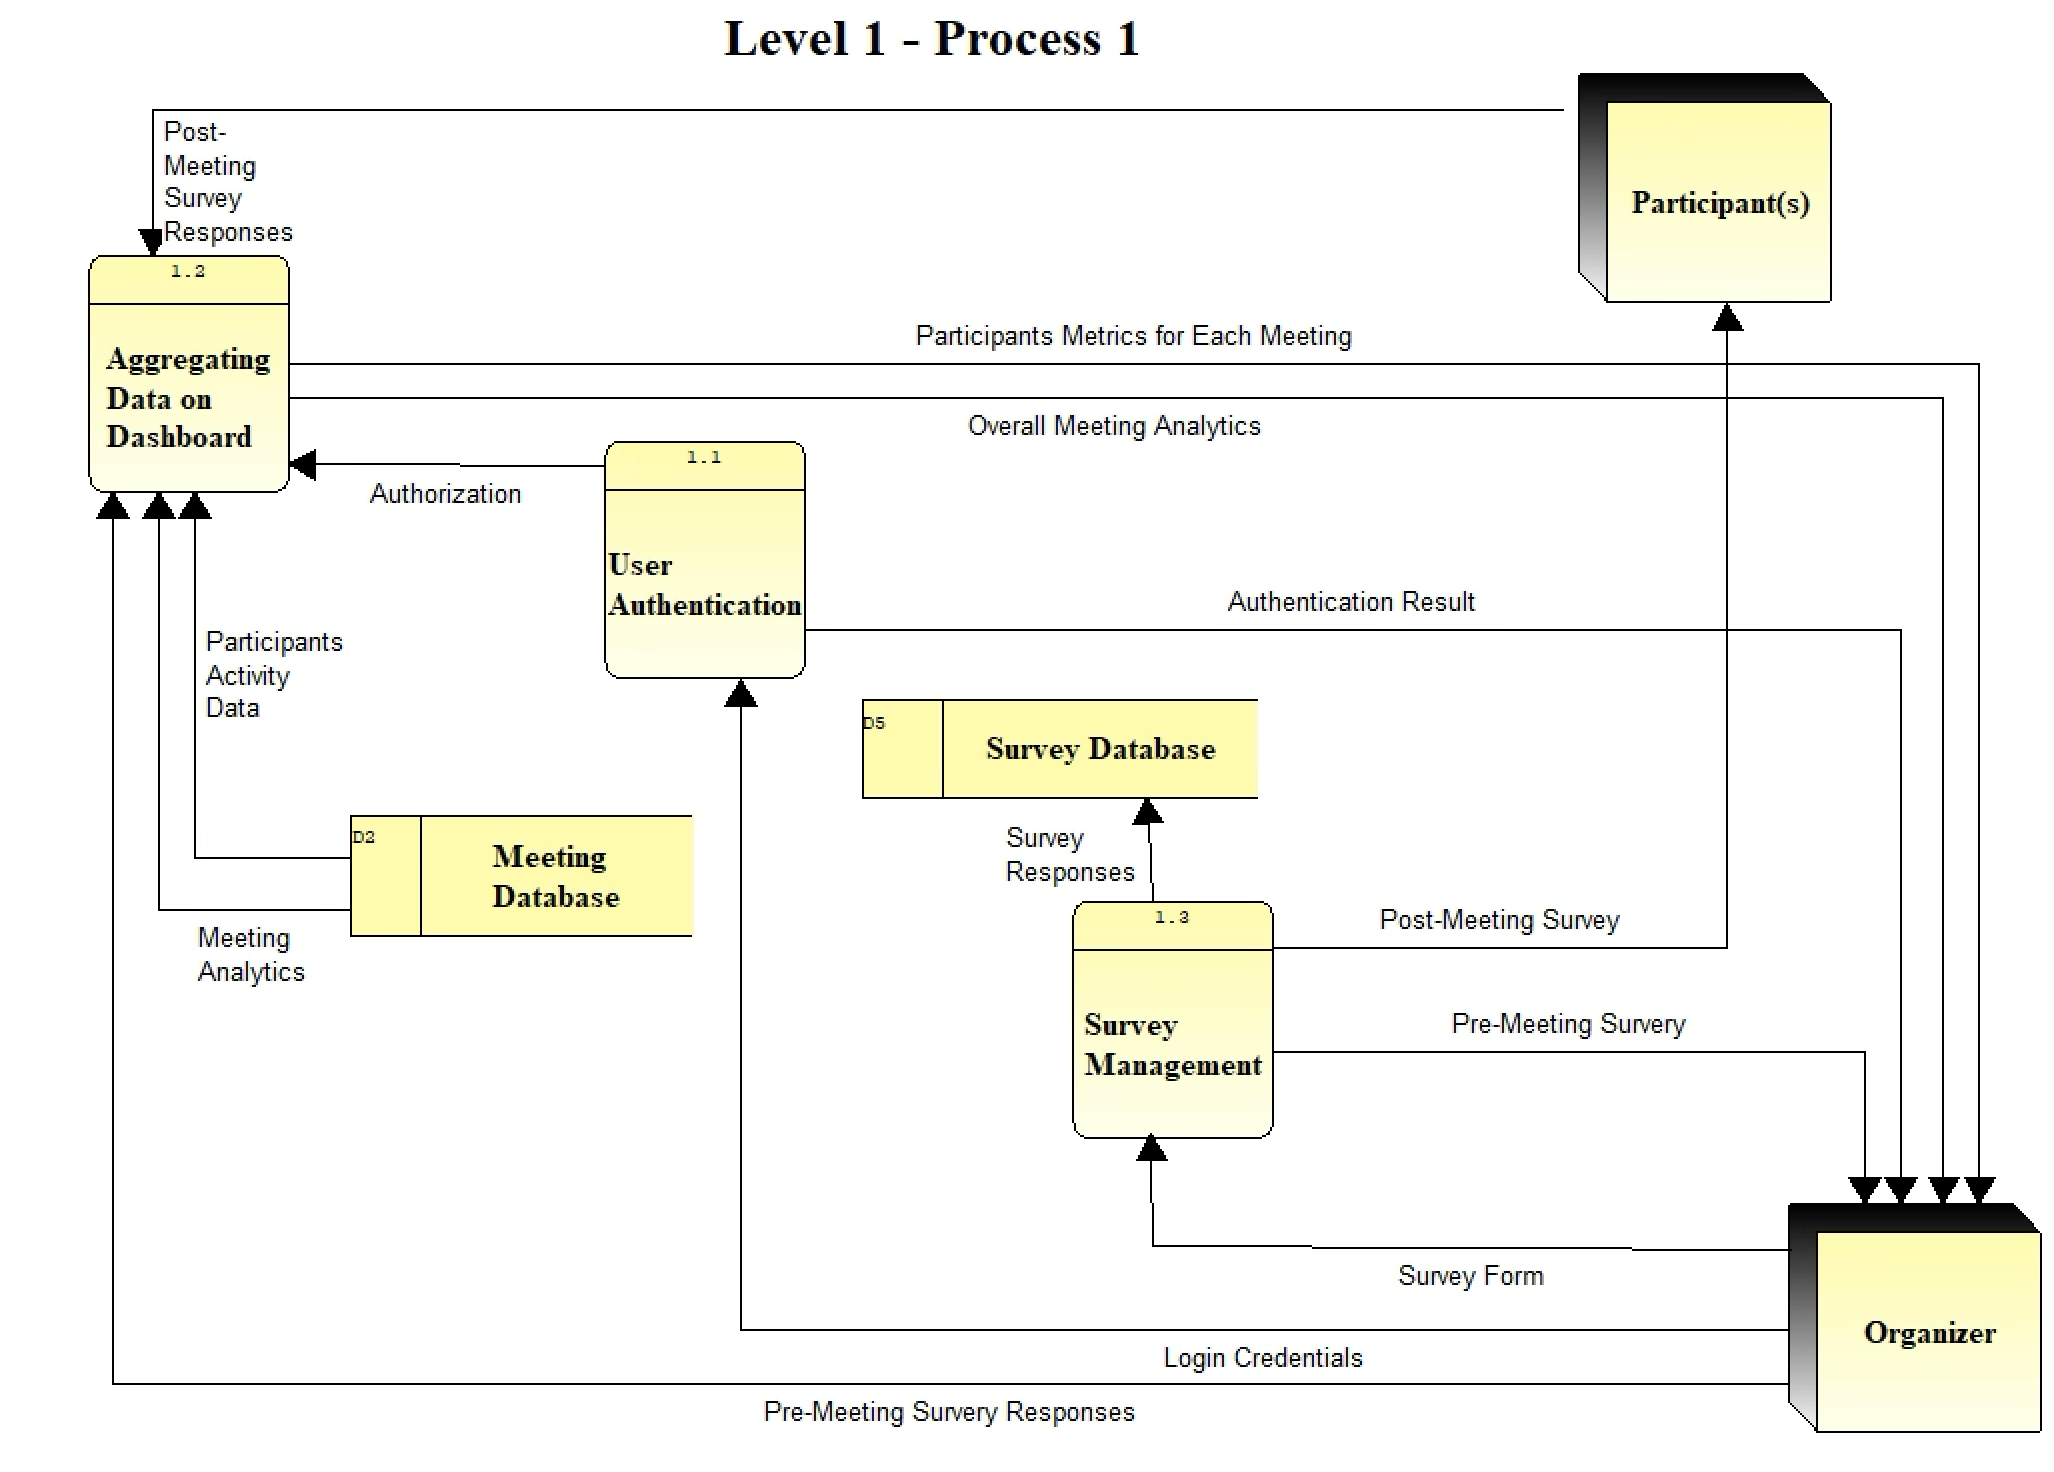 Level 1 - Process 1
Post-
Meeting
Survey
Responses
Participant(s)
1.2
Aggregating
Data on
Dashboard
Participants Metrics for Each Meeting
Overall Meeting Analytics
Authorization
1.1
User
Authentication
Authentication Result
Participants
Activity
Data
D5
Survey Database
D2
Meeting
Database
Survey
Responses
Meeting
Analytics
1.3
Survey
Management
Post-Meeting Survey
Pre-Meeting Survery
Survey Form
Organizer
Login Credentials
Pre-Meeting Survery Responses